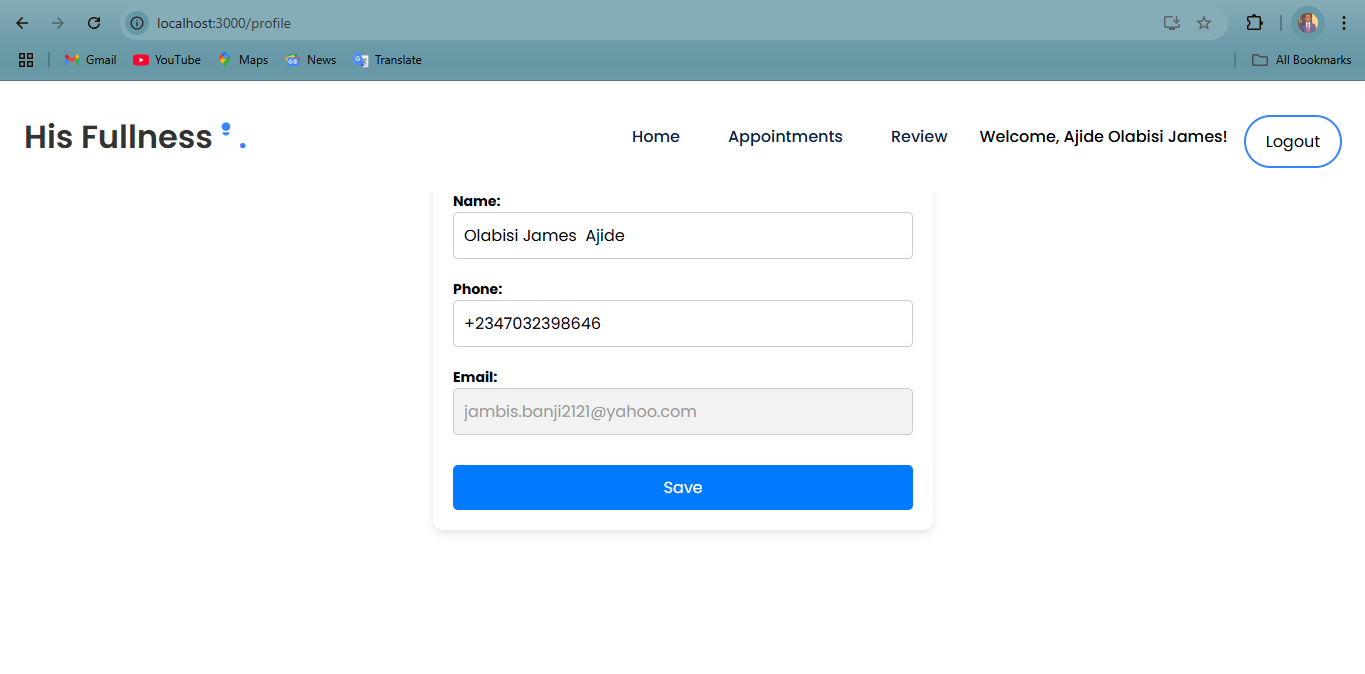 localhost:3000/profile
Gmail YouTube Maps News Translate All Bookmarks
His Fullness . Home Appointments Review Welcome, Ajide Olabisi James! Logout
Name:
Olabisi James  Ajide
Phone:
+2347032398646
Email:
jambis.banji2121@yahoo.com
Save